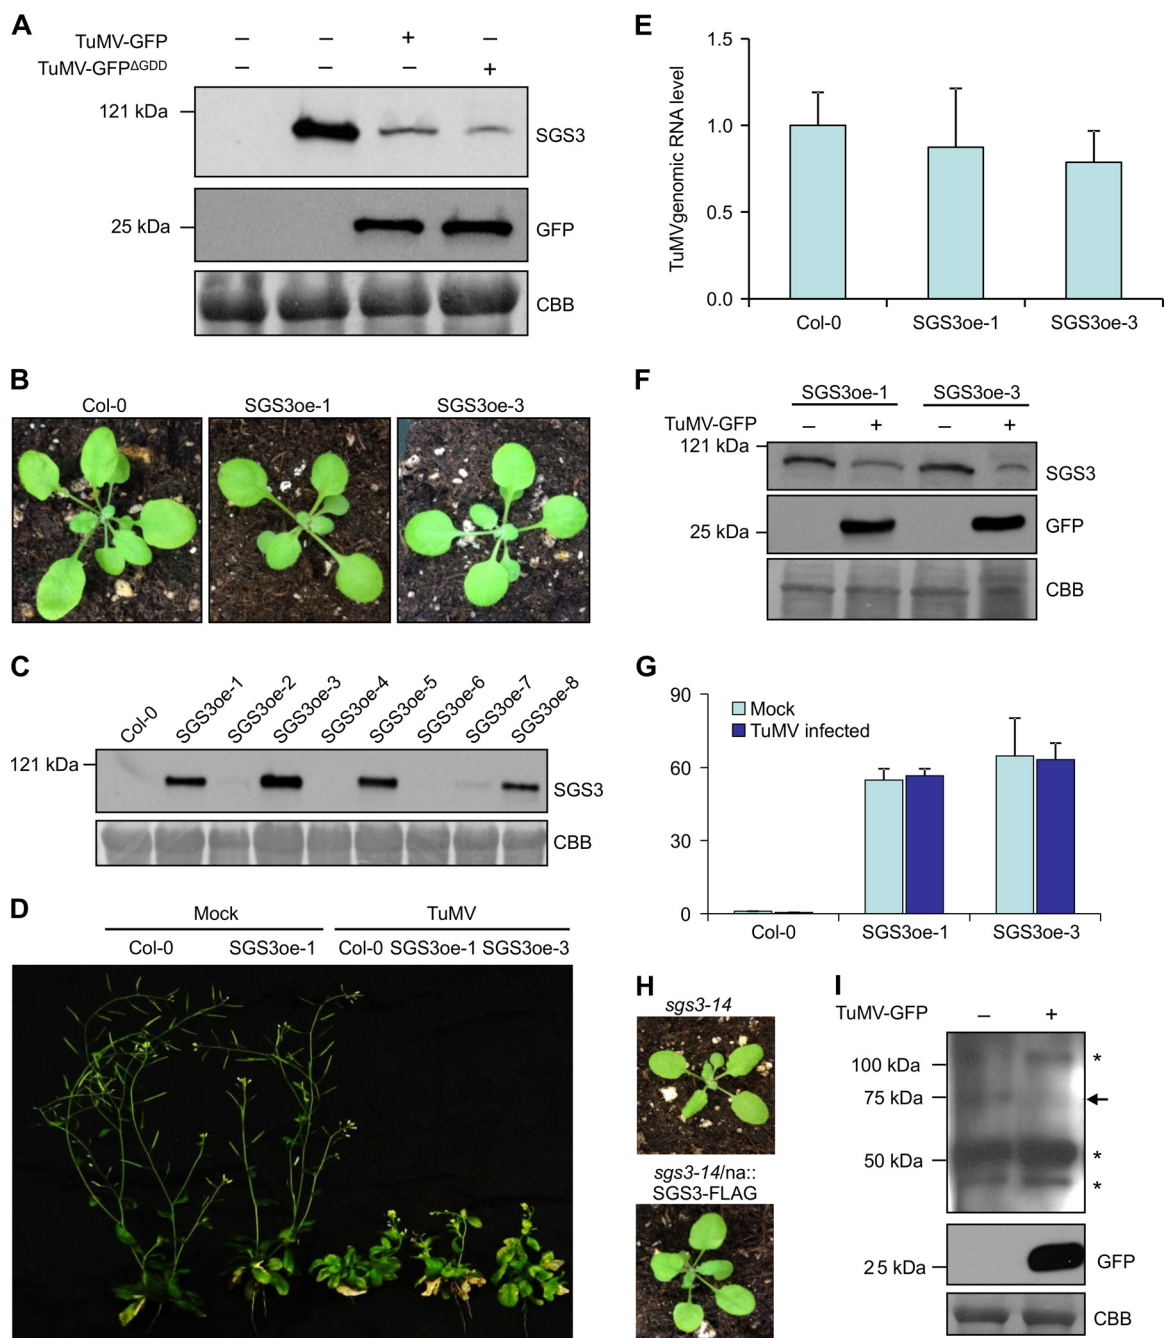 A
TuMV-GFP – – + –
TuMV-GFPΔGDD – – – +
121 kDa
SGS3
25 kDa
GFP
CBB
B
Col-0 SGS3oe-1 SGS3oe-3
C
Col-0 SGS3oe-1 SGS3oe-2 SGS3oe-3 SGS3oe-4 SGS3oe-5 SGS3oe-6 SGS3oe-7 SGS3oe-8
121 kDa
SGS3
CBB
D
Mock TuMV
Col-0 SGS3oe-1 Col-0 SGS3oe-1 SGS3oe-3
E
TuMVgenomic RNA level
1.5
1.0
0.5
0.0
Col-0 SGS3oe-1 SGS3oe-3
F
SGS3oe-1 SGS3oe-3
TuMV-GFP – + – +
121 kDa
SGS3
25 kDa
GFP
CBB
G
90
60
30
0
Mock
TuMV infected
Col-0 SGS3oe-1 SGS3oe-3
H
sgs3-14
sgs3-14/na::
SGS3-FLAG
I
TuMV-GFP – +
100 kDa *
75 kDa
50 kDa *
*
25 kDa
GFP
CBB